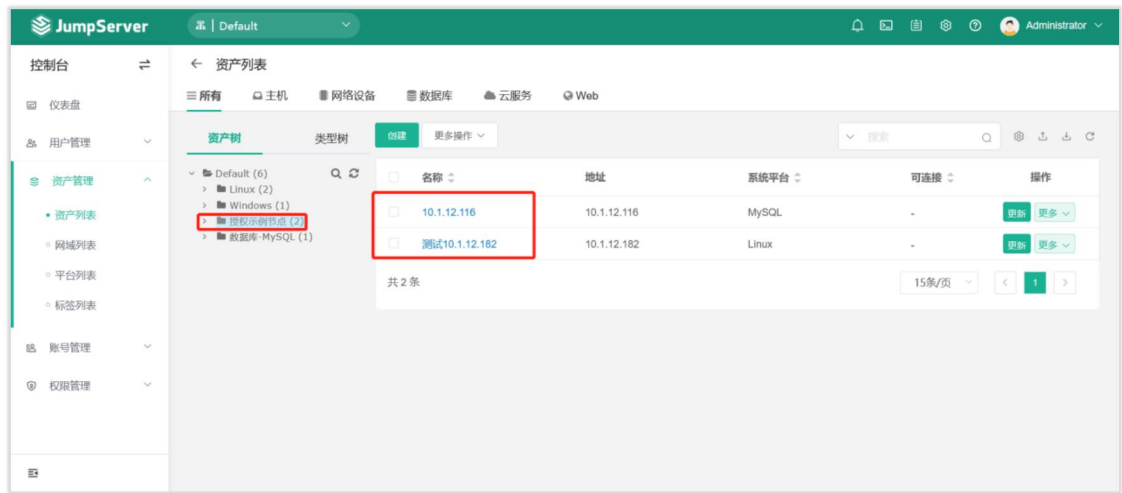 JumpServer
Default
Administrator
控制台
仪表盘
用户管理
资产管理
资产列表
网域列表
平台列表
标签列表
账号管理
权限管理
资产列表
所有 主机 网络设备 数据库 云服务 Web
资产树 类型树
Default (6)
Linux (2)
Windows (1)
授权示例节点 (2)
数据库-MySQL (1)
创建 更多操作 搜索
名称 地址 系统平台 可连接 操作
10.1.12.116 10.1.12.116 MySQL - 更新 更多
测试10.1.12.182 10.1.12.182 Linux - 更新 更多
共 2 条 15条/页 1